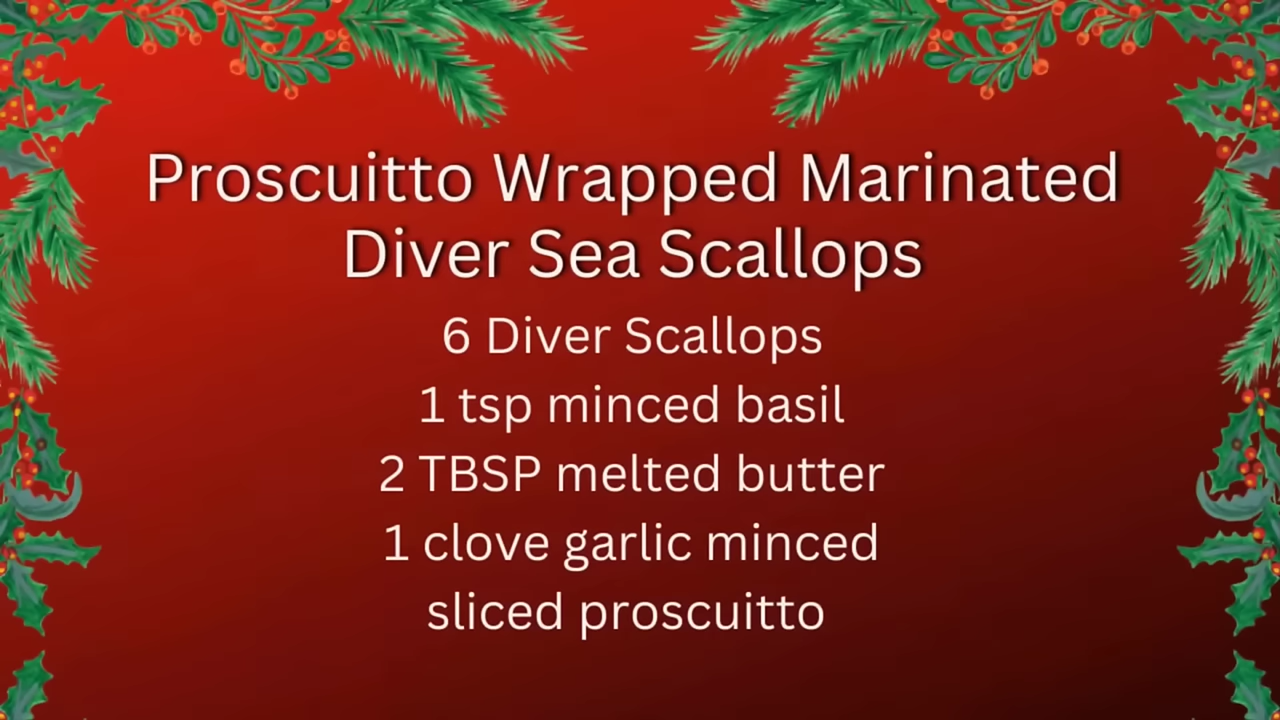 Proscuitto Wrapped Marinated
Diver Sea Scallops
6 Diver Scallops
1 tsp minced basil
2 TBSP melted butter
1 clove garlic minced
sliced proscuitto